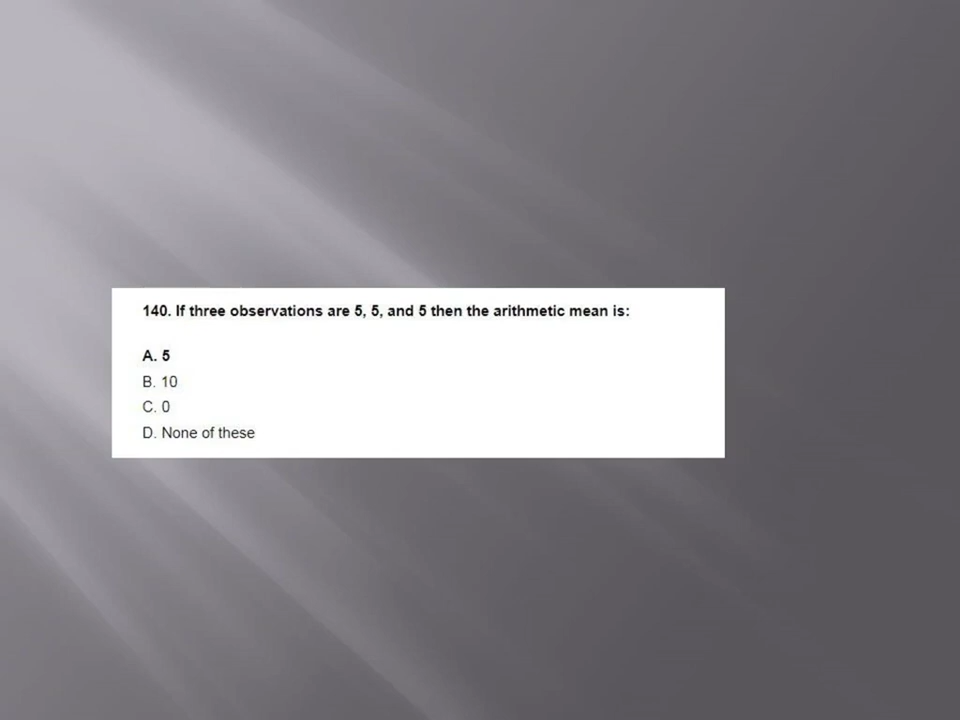 140. If three observations are 5, 5, and 5 then the arithmetic mean is:
A. 5
B. 10
C. 0
D. None of these